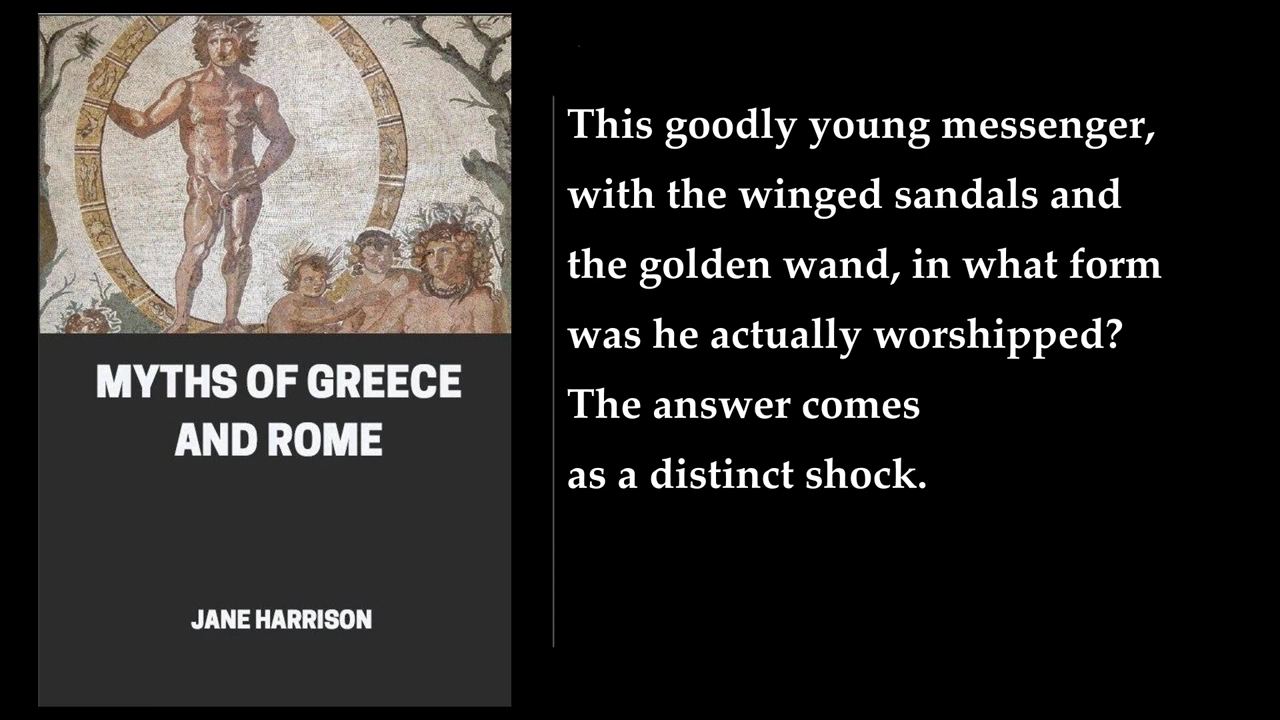 MYTHS OF GREECE
AND ROME
JANE HARRISON
This goodly young messenger,
with the winged sandals and
the golden wand, in what form
was he actually worshipped?
The answer comes
as a distinct shock.